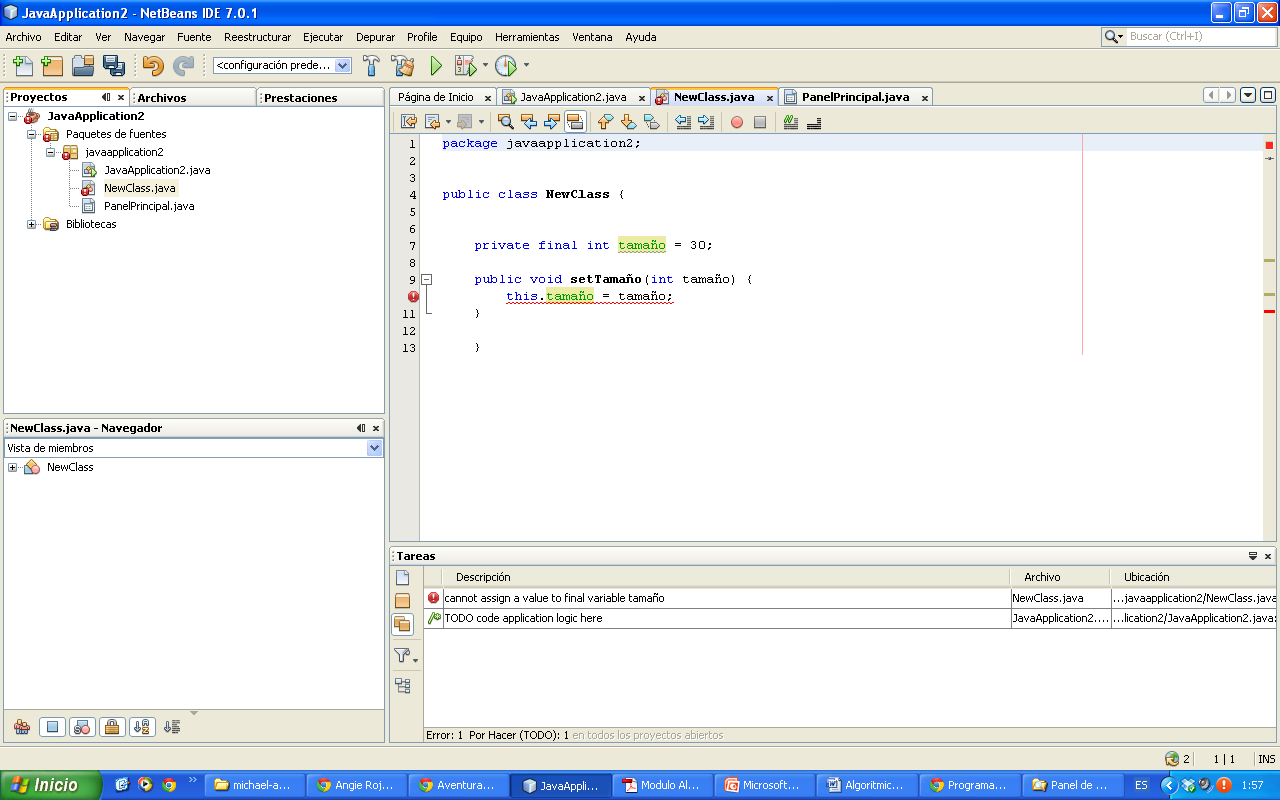 JavaApplication2 - NetBeans IDE 7.0.1
Archivo Editar Ver Navegar Fuente Reestructurar Ejecutar Depurar Profile Equipo Herramientas Ventana Ayuda
Buscar (Ctrl+I)
<configuración prede...
Proyectos Archivos Prestaciones
JavaApplication2
Paquetes de fuentes
javaapplication2
JavaApplication2.java
NewClass.java
PanelPrincipal.java
Bibliotecas
NewClass.java - Navegador
Vista de miembros
NewClass
Página de Inicio JavaApplication2.java NewClass.java PanelPrincipal.java
1 package javaapplication2;
2
3
4 public class NewClass {
5
6
7 private final int tamaño = 30;
8
9 public void setTamaño(int tamaño) {
this.tamaño = tamaño;
11 }
12
13 }
Tareas
Descripción Archivo Ubicación
cannot assign a value to final variable tamaño NewClass.java ...javaapplication2/NewClass.java
TODO code application logic here JavaApplication2.... ...lication2/JavaApplication2.java:
Error: 1 Por Hacer (TODO): 1 en todos los proyectos abiertos
2 1 | 1 INS
Inicio michael-a... Angie Roj... Aventura... JavaAppli... Modulo Al... Microsoft... Algoritmic... Programa... Panel de ... ES 1:57